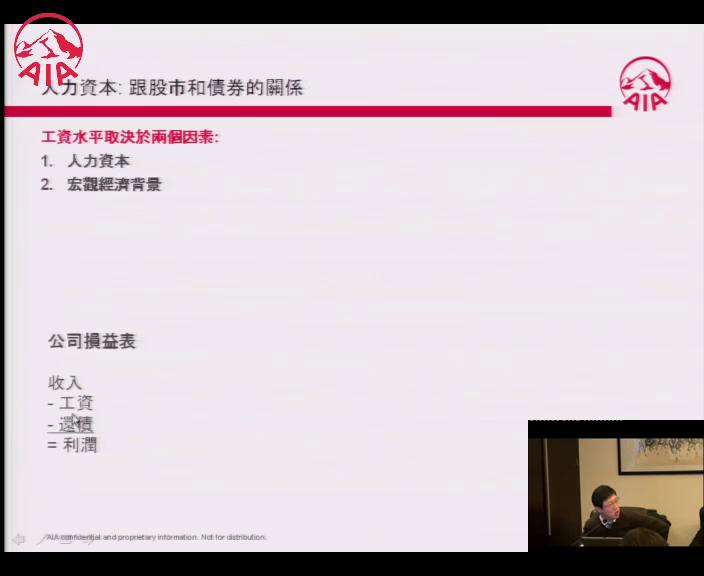 AIA
人力資本: 跟股市和債券的關係
AIA
工資水平取決於兩個因素:
1. 人力資本
2. 宏觀經濟背景
公司損益表
收入
- 工資
- 還債
= 利潤
AIA confidential and proprietary information. Not for distribution.